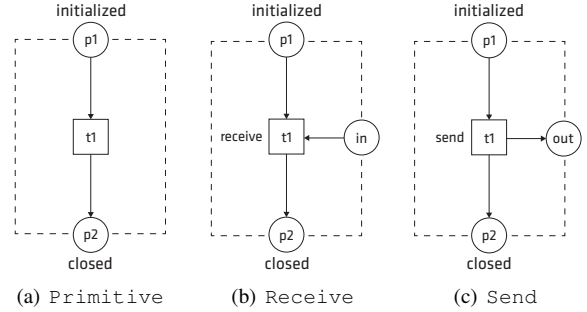 initialized initialized initialized
p1 p1 p1
t1 receive t1 in send t1 out
p2 p2 p2
closed closed closed
(a) Primitive (b) Receive (c) Send